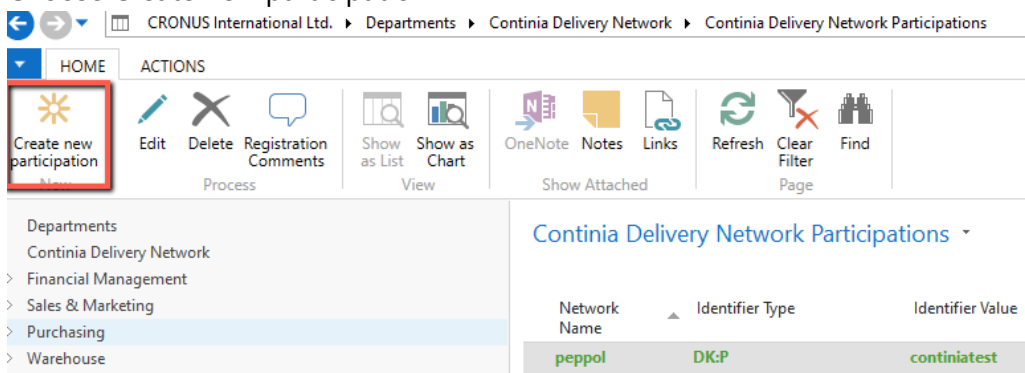 CRONUS International Ltd. ▸ Departments ▸ Continia Delivery Network ▸ Continia Delivery Network Participations
HOME ACTIONS
Create new participation
Edit Delete Registration Comments
Show as List Show as Chart
OneNote Notes Links
Refresh Clear Filter Find
Process View Show Attached Page
Departments
Continia Delivery Network
Financial Management
Sales & Marketing
Purchasing
Warehouse
Continia Delivery Network Participations
Network Name Identifier Type Identifier Value
peppol DK:P continiatest